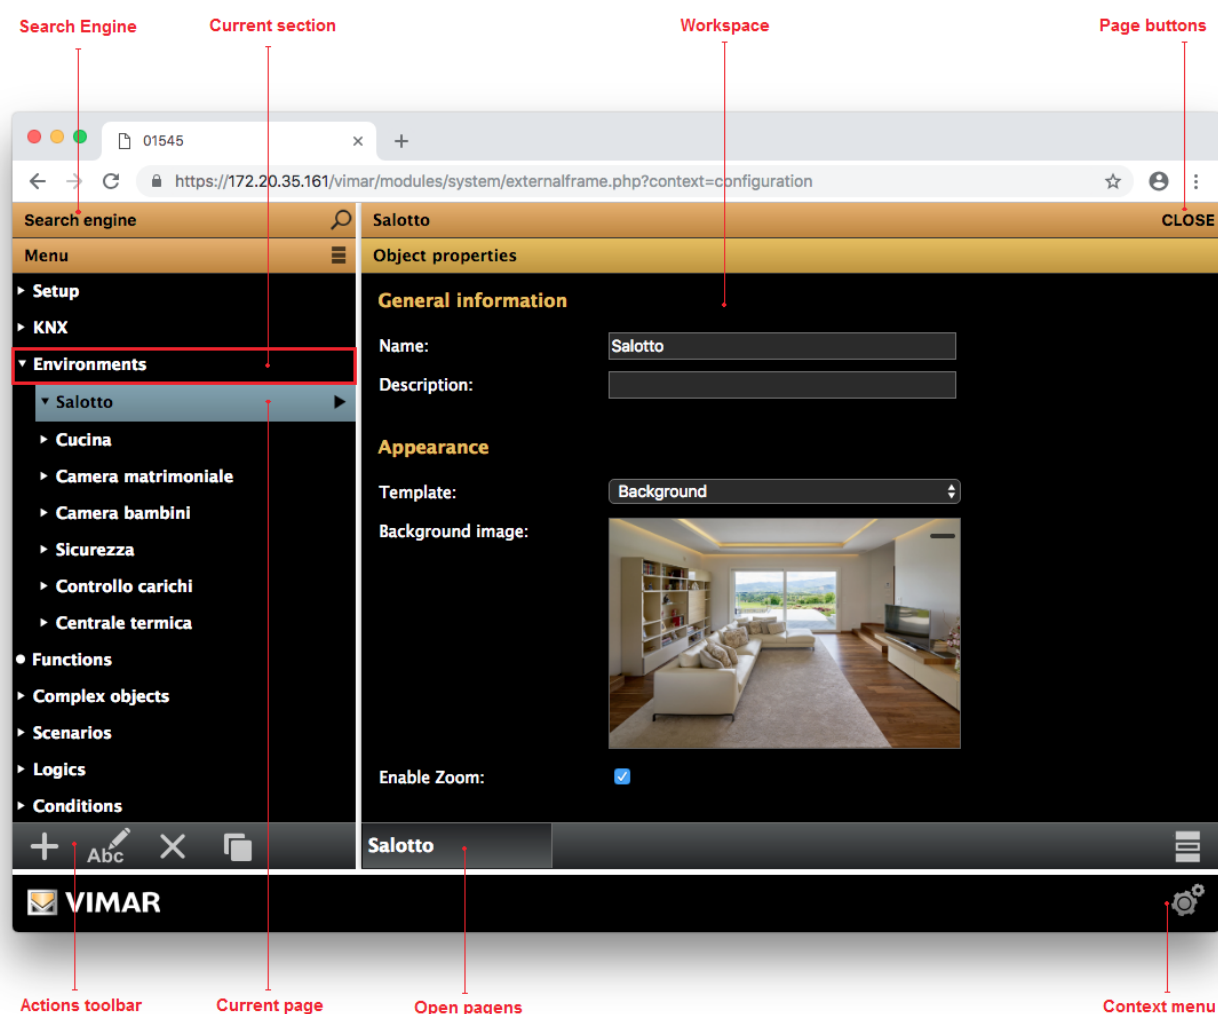 Search Engine
Current section
Workspace
Page buttons
01545
https://172.20.35.161/vimar/modules/system/externalframe.php?context=configuration
Search engine
Salotto
CLOSE
Menu
Object properties
Setup
General information
KNX
Name:
Salotto
Environments
Description:
Salotto
Cucina
Appearance
Camera matrimoniale
Template:
Background
Camera bambini
Background image:
Sicurezza
Controllo carichi
Centrale termica
Functions
Complex objects
Scenarios
Logics
Enable Zoom:
Conditions
Abc
Salotto
VIMAR
Actions toolbar
Current page
Open pagens
Context menu